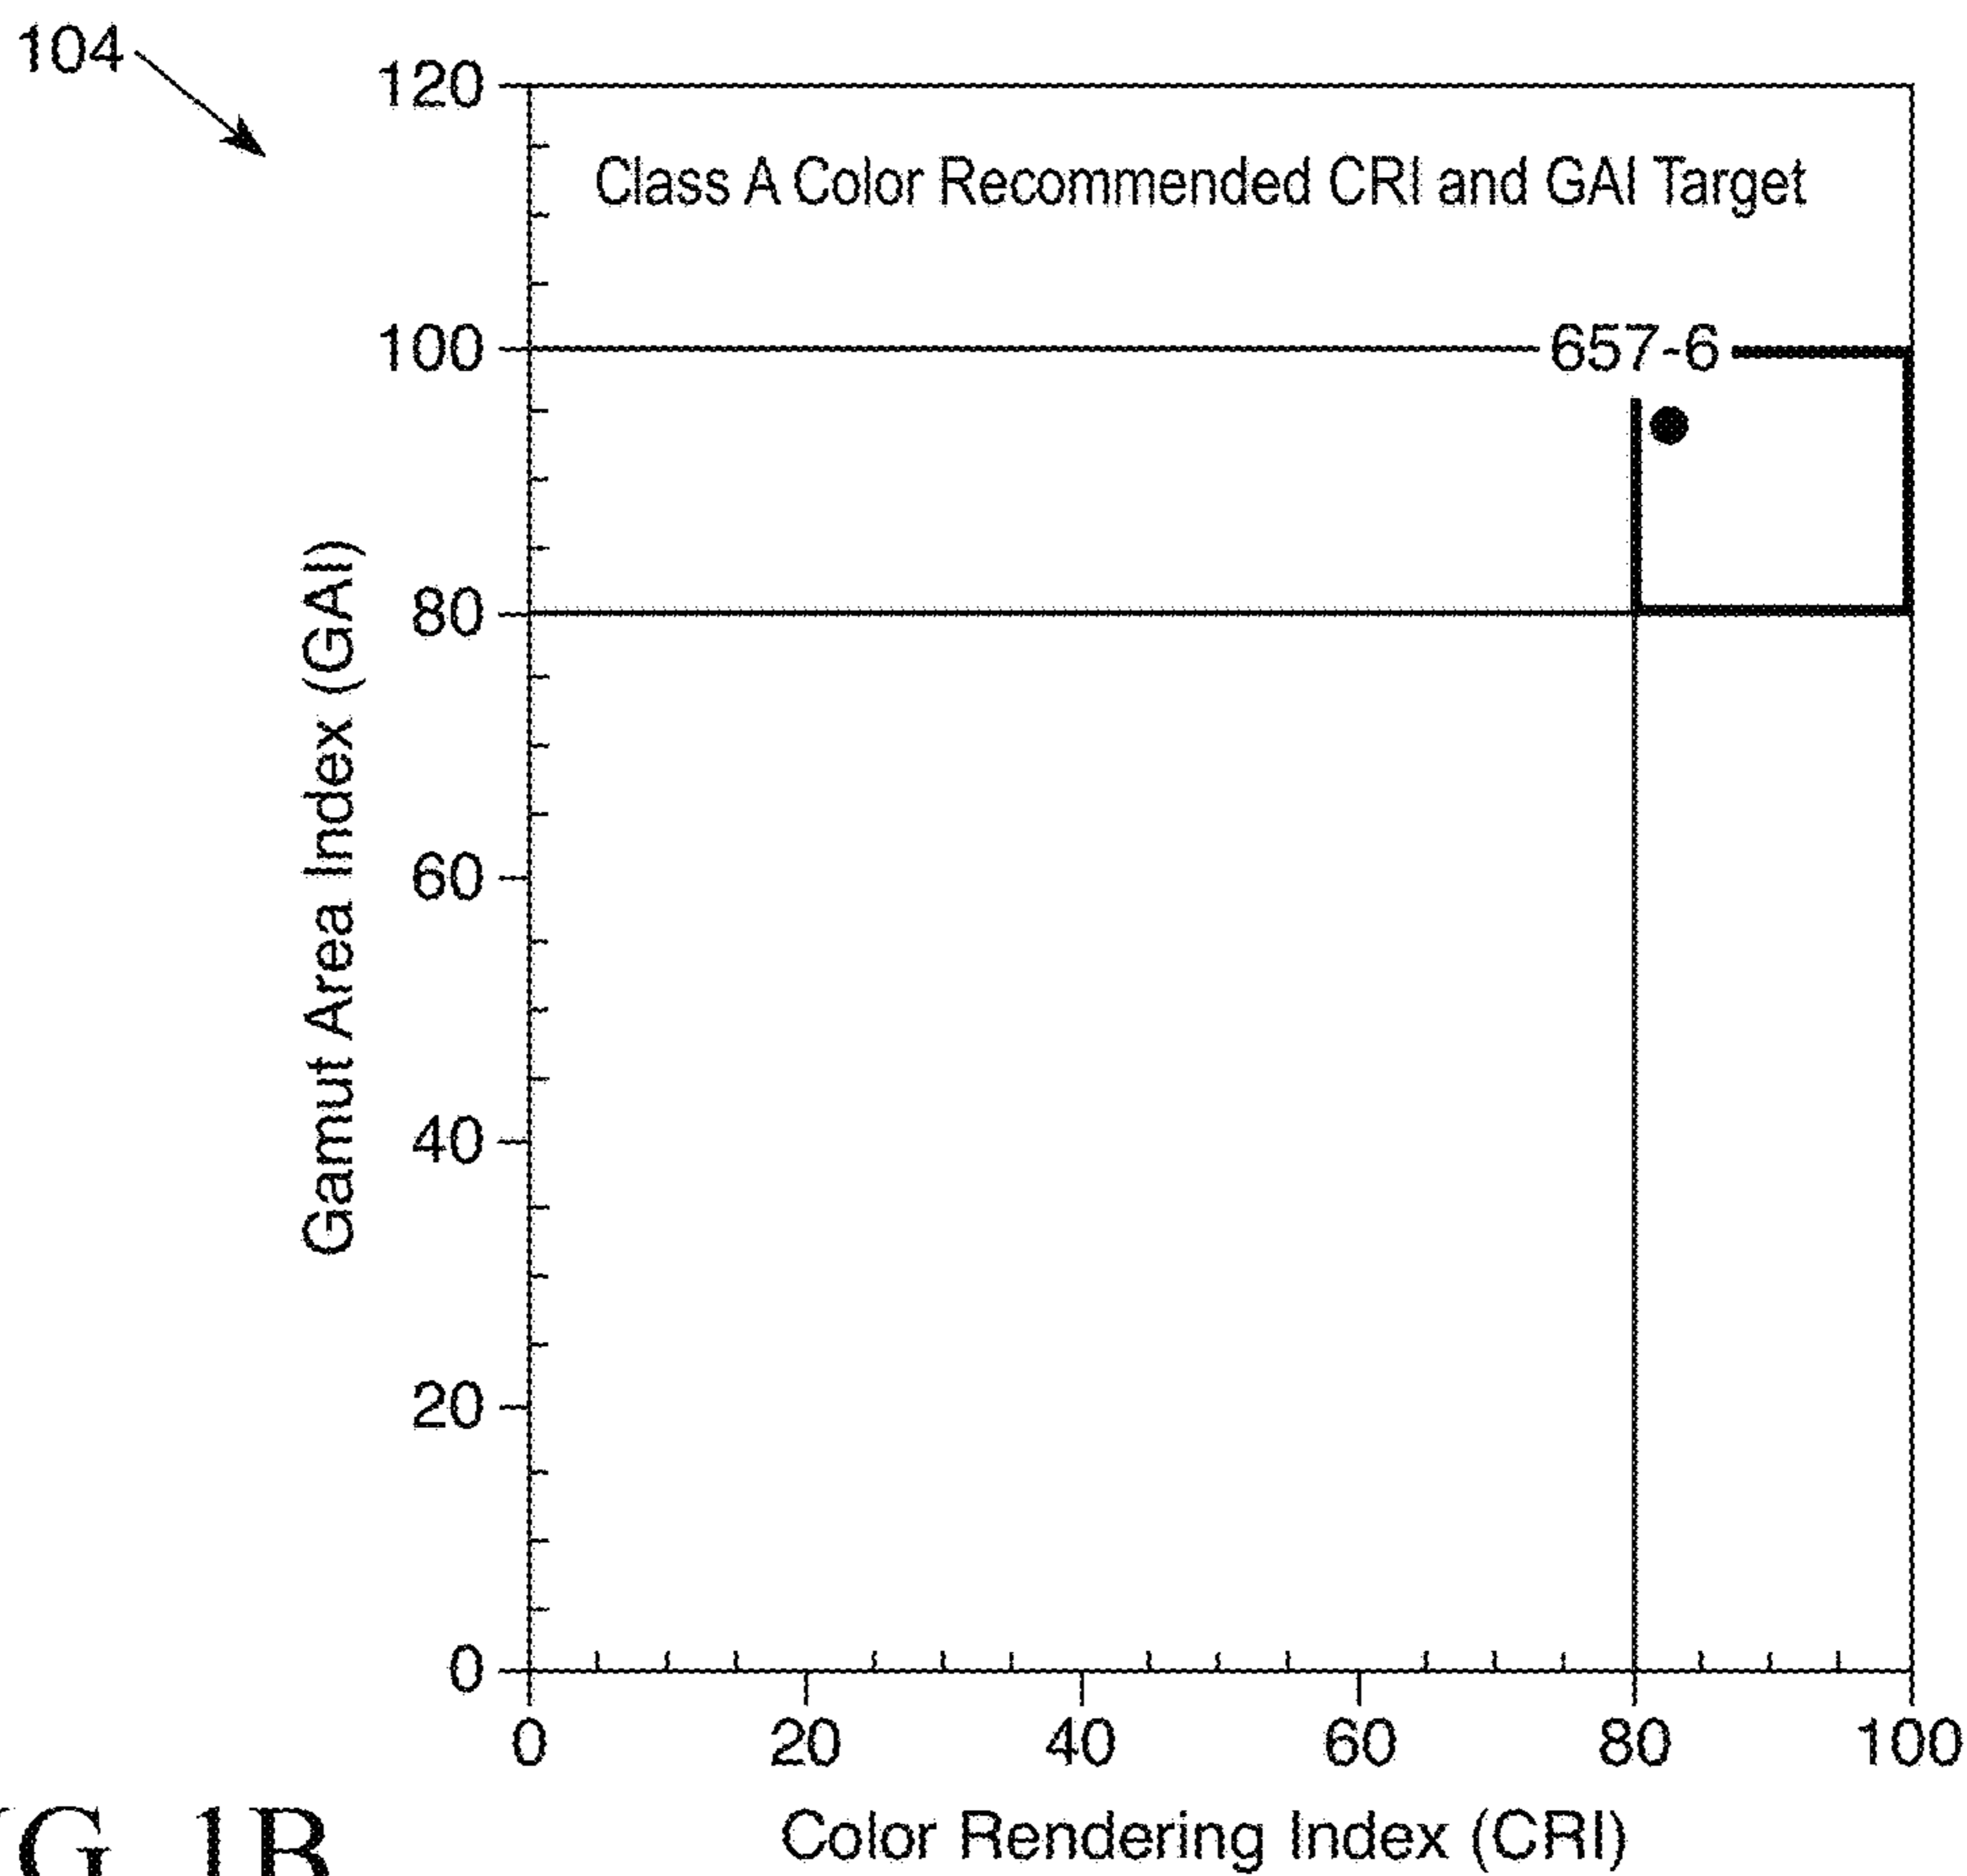 104
120
Class A Color Recommended CRI and GAI Target
100
657-6
80
60
40
20
0
Gamut Area Index (GAI)
0 20 40 60 80 100
Color Rendering Index (CRI)
1B